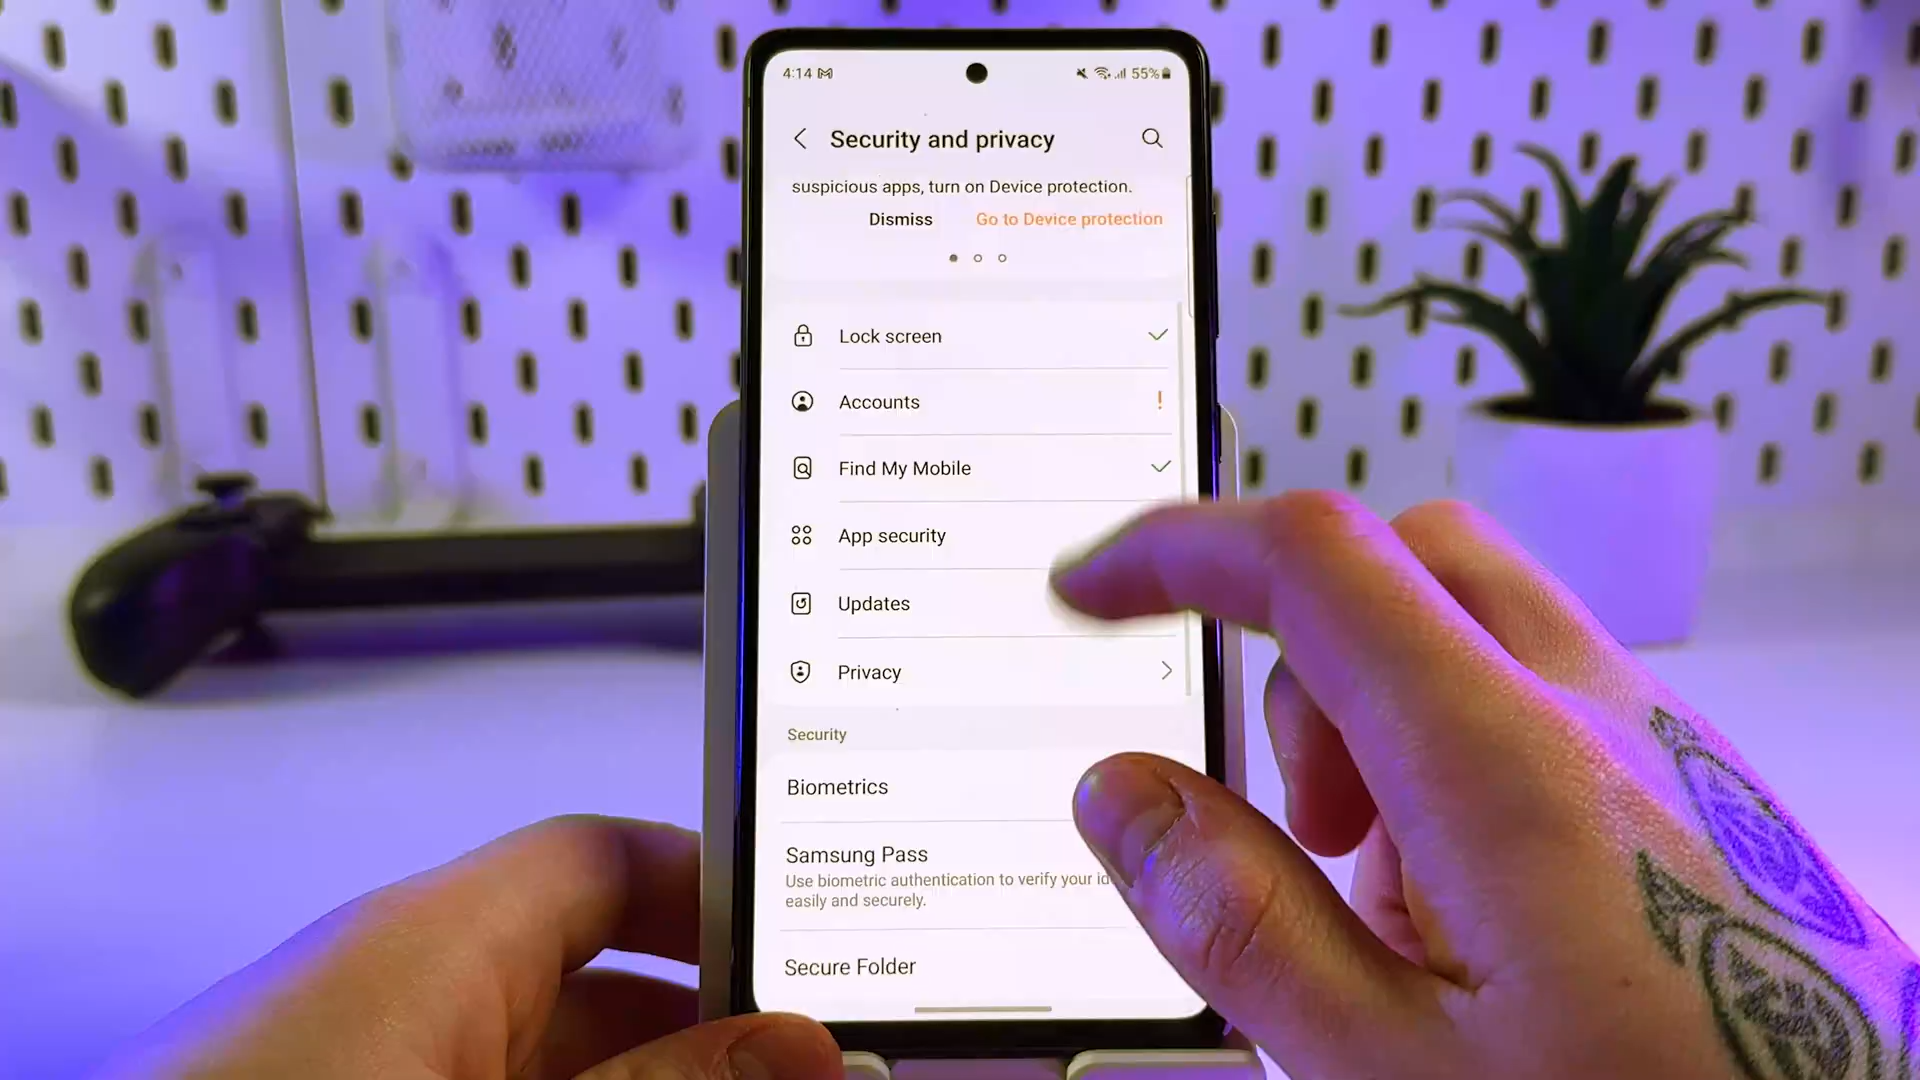 4:14
55%
Security and privacy
suspicious apps, turn on Device protection.
Dismiss
Go to Device protection
Lock screen
Accounts
!
Find My Mobile
App security
Updates
Privacy
Security
Biometrics
Samsung Pass
Use biometric authentication to verify your
easily and securely.
Secure Folder